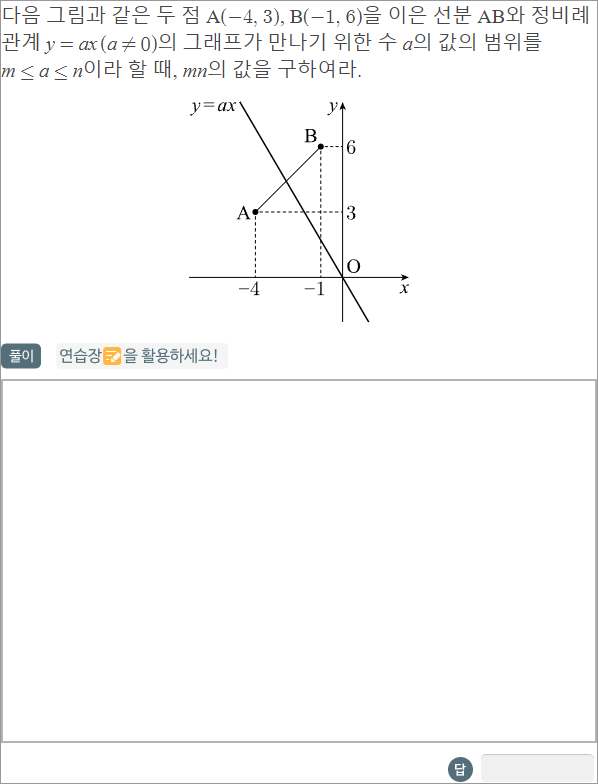 다음 그림과 같은 두 점 A(−4, 3), B(−1, 6)을 이은 선분 AB와 정비례
관계 y = ax (a ≠ 0)의 그래프가 만나기 위한 수 a의 값의 범위를
m ≤ a ≤ n이라 할 때, mn의 값을 구하여라.
y=ax
y
B
6
A
3
O
−4
−1
x
풀이 연습장을 활용하세요!
답